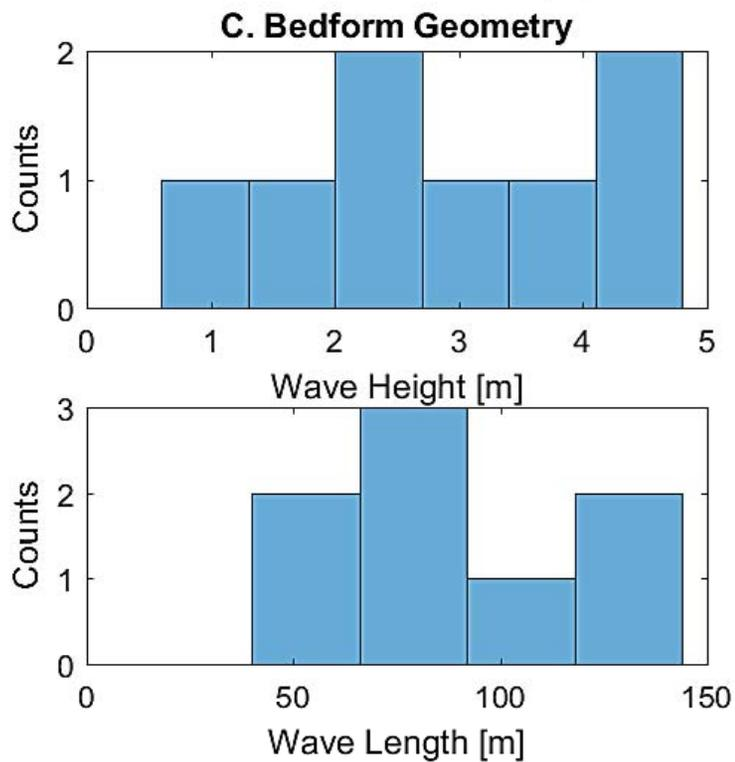 C. Bedform Geometry
2
1
0
Counts
0 1 2 3 4 5
Wave Height [m]
3
2
1
0
Counts
0 50 100 150
Wave Length [m]